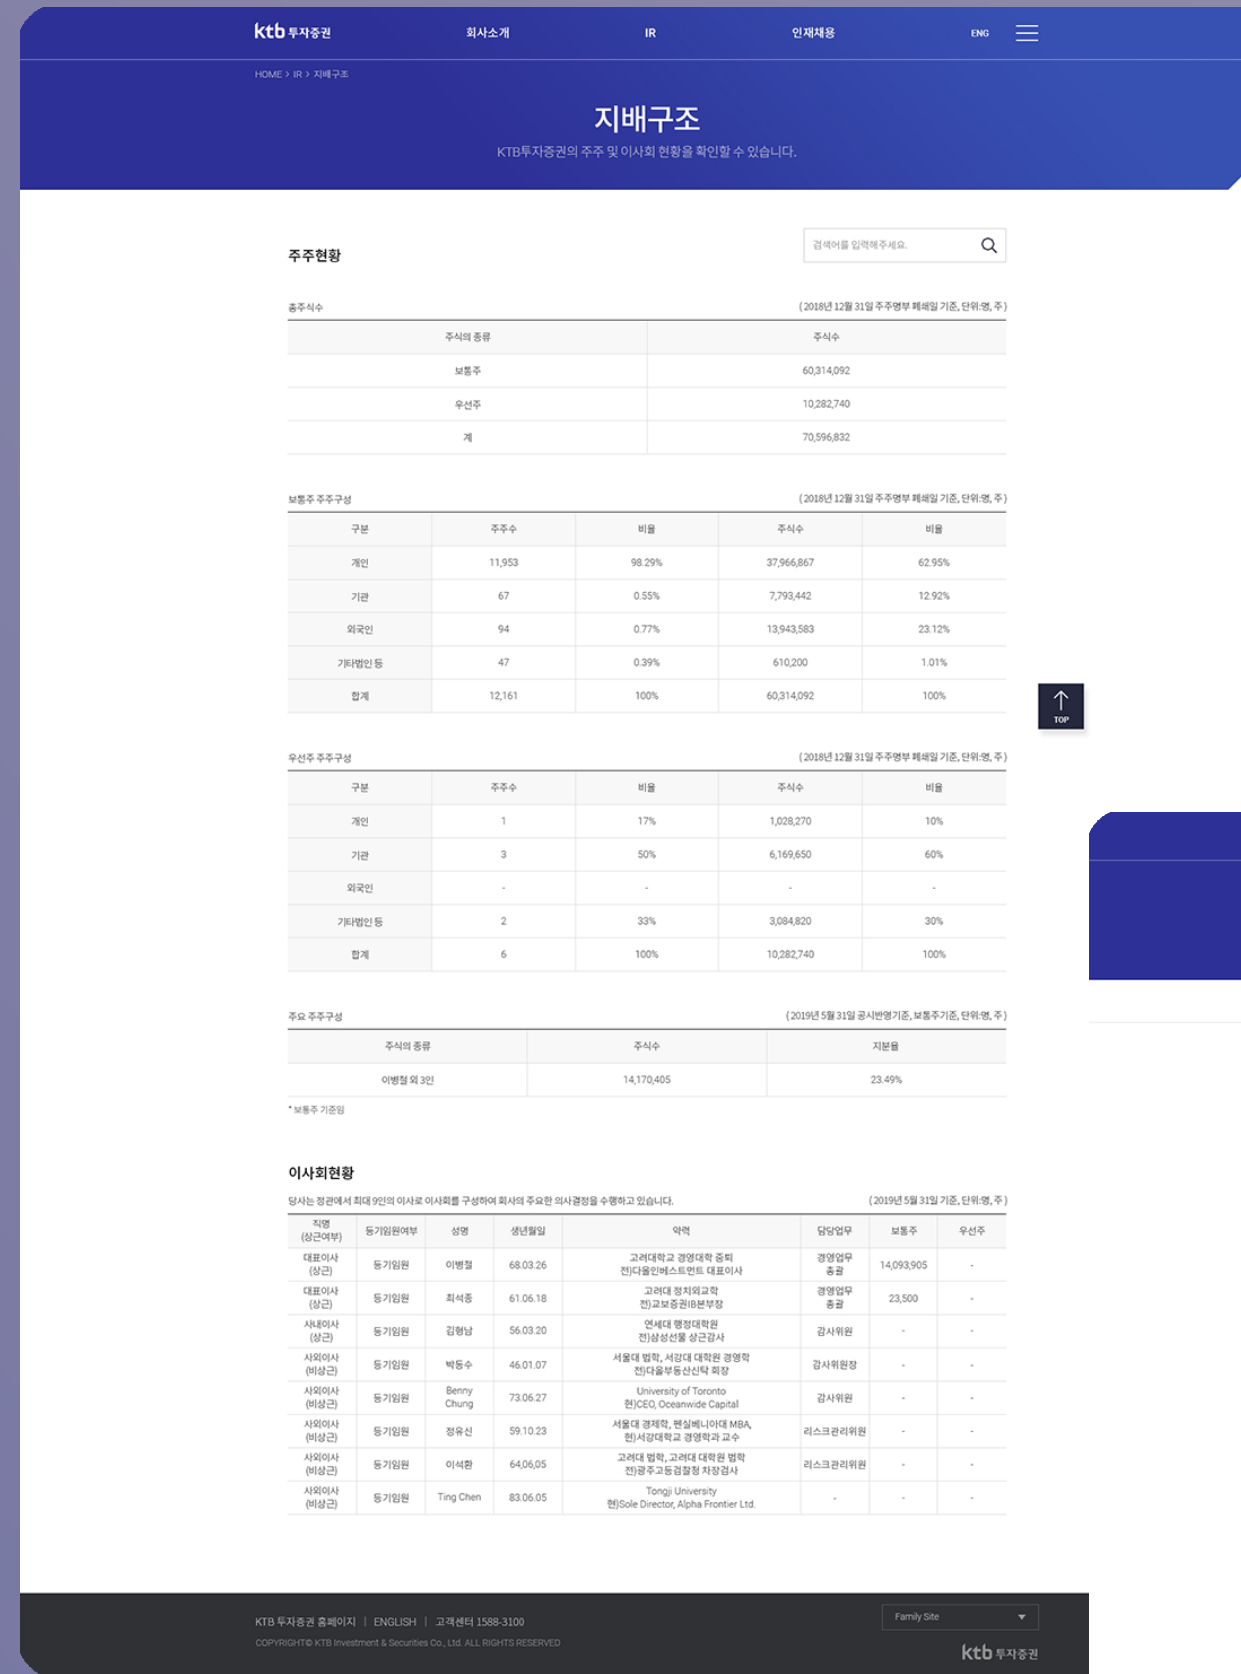 ktb 투자증권 회사소개 IR 인재채용 ENG
HOME > IR > 지배구조
지배구조
KTB투자증권의 주주 및 이사회 현황을 확인할 수 있습니다.
주주현황
검색어를 입력해주세요.
총주식수 ( 2018년 12월 31일 주주명부 폐쇄일 기준, 단위:명, 주 )
주식의 종류 주식수
보통주 60,314,092
우선주 10,282,740
계 70,596,832
보통주 주주구성 ( 2018년 12월 31일 주주명부 폐쇄일 기준, 단위:명, 주 )
구분 주주수 비율 주식수 비율
개인 11,953 98.29% 37,966,867 62.95%
기관 67 0.55% 7,793,442 12.92%
외국인 94 0.77% 13,943,583 23.12%
기타법인 등 47 0.39% 610,200 1.01%
합계 12,161 100% 60,314,092 100%
TOP
우선주 주주구성 ( 2018년 12월 31일 주주명부 폐쇄일 기준, 단위:명, 주 )
구분 주주수 비율 주식수 비율
개인 1 17% 1,028,270 10%
기관 3 50% 6,169,650 60%
외국인 - - - -
기타법인 등 2 33% 3,084,820 30%
합계 6 100% 10,282,740 100%
주요 주주구성 ( 2019년 5월 31일 공시반영기준, 보통주기준, 단위:명, 주 )
주식의 종류 주식수 지분율
이병철 외 3인 14,170,405 23.49%
* 보통주 기준임
이사회현황
당사는 정관에서 최대 9인의 이사로 이사회를 구성하여 회사의 주요한 의사결정을 수행하고 있습니다. ( 2019년 5월 31일 기준, 단위:명, 주 )
직명 (상근여부) 등기임원여부 성명 생년월일 약력 담당업무 보통주 우선주
대표이사 (상근) 등기임원 이병철 68.03.26 고려대학교 경영대학 중퇴 전)다올인베스트먼트 대표이사 경영업무 총괄 14,093,905 -
대표이사 (상근) 등기임원 최석종 61.06.18 고려대 정치외교학 전)교보증권IB본부장 경영업무 총괄 23,500 -
사내이사 (상근) 등기임원 김형남 56.03.20 연세대 행정대학원 전)삼성선물 상근감사 감사위원 - -
사외이사 (비상근) 등기임원 박동수 46.01.07 서울대 법학, 서강대 대학원 경영학 전)다올부동산신탁 회장 감사위원장 - -
사외이사 (비상근) 등기임원 Benny Chung 73.06.27 University of Toronto 현)CEO, Oceanwide Capital 감사위원 - -
사외이사 (비상근) 등기임원 정유신 59.10.23 서울대 경제학, 펜실베니아대 MBA, 현)서강대학교 경영학과 교수 리스크관리위원 - -
사외이사 (비상근) 등기임원 이석환 64,06,05 고려대 법학, 고려대 대학원 법학 전)광주고등검찰청 차장검사 리스크관리위원 - -
사외이사 (비상근) 등기임원 Ting Chen 83.06.05 Tongji University 현)Sole Director, Alpha Frontier Ltd. - - -
KTB 투자증권 홈페이지 | ENGLISH | 고객센터 1588-3100
Family Site
COPYRIGHT© KTB Investment & Securities Co., Ltd. ALL RIGHTS RESERVED
ktb 투자증권